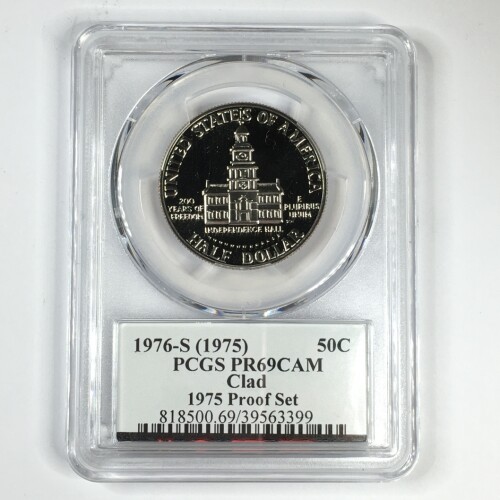 UNITED STATES OF AMERICA
200
YEARS OF
FREEDOM
E
PLURIBUS
UNUM
INDEPENDENCE HALL
HALF DOLLAR
1976-S (1975) 50C
PCGS PR69CAM
Clad
1975 Proof Set
818500.69/39563399